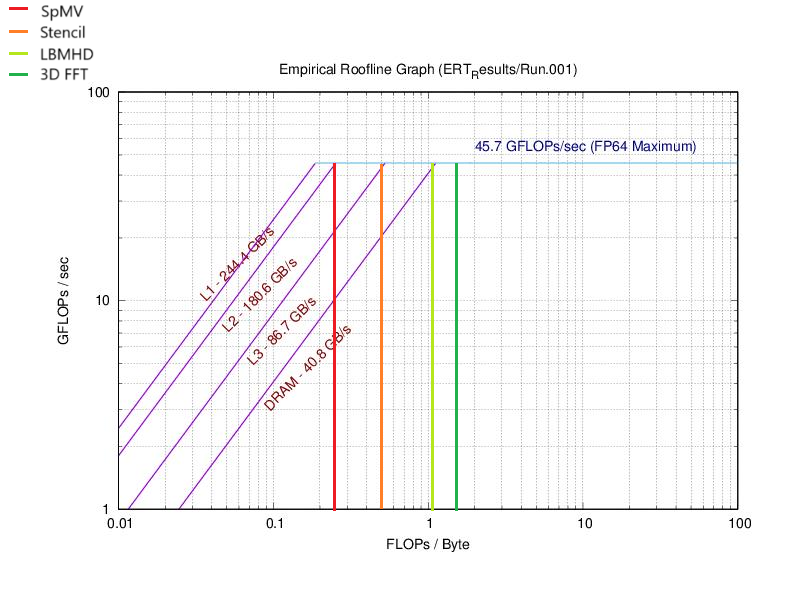 SpMV
Stencil
LBMHD
3D FFT
Empirical Roofline Graph (ERT_Results/Run.001)
45.7 GFLOPs/sec (FP64 Maximum)
L1 - 244.4 GB/s
L2 - 180.6 GB/s
L3 - 86.7 GB/s
DRAM - 40.8 GB/s
GFLOPs / sec
100
10
1
0.01
0.1
1
10
100
FLOPs / Byte